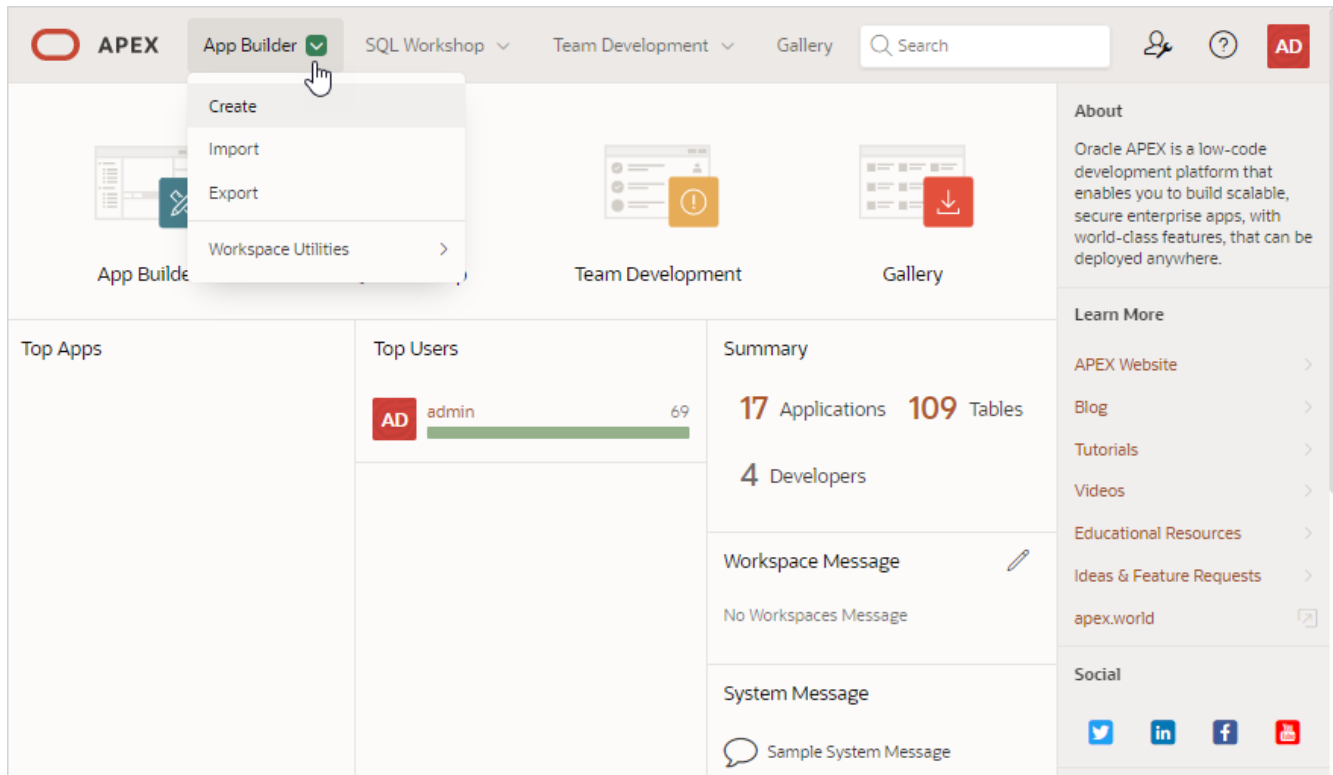 APEX
App Builder
SQL Workshop
Team Development
Gallery
Search
AD
Create
Import
Export
Workspace Utilities
App Builde
Team Development
Gallery
Top Apps
Top Users
AD
admin
69
Summary
17 Applications 109 Tables
4 Developers
Workspace Message
No Workspaces Message
System Message
Sample System Message
About
Oracle APEX is a low-code
development platform that
enables you to build scalable,
secure enterprise apps, with
world-class features, that can be
deployed anywhere.
Learn More
APEX Website
Blog
Tutorials
Videos
Educational Resources
Ideas & Feature Requests
apex.world
Social